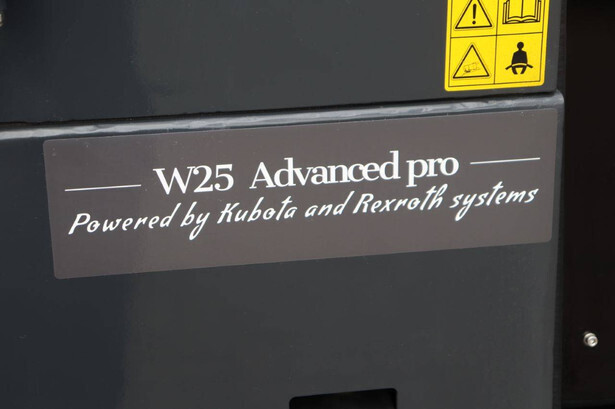 W25 Advanced pro
Powered by Kubota and Rexroth systems